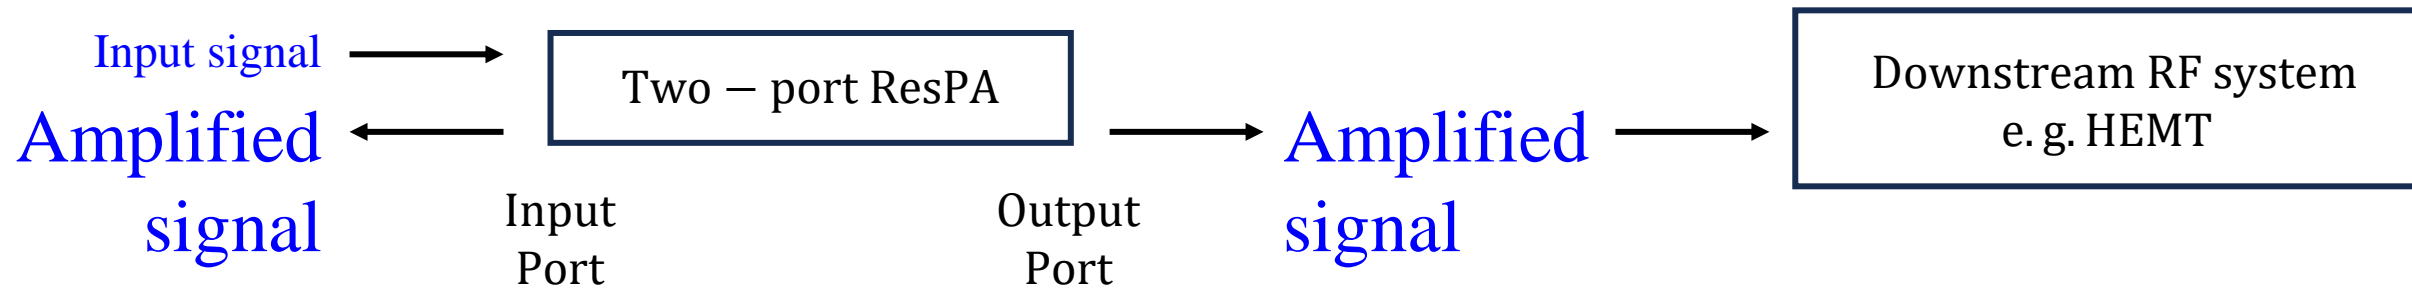 Input signal
Amplified
signal
Input
Port
Two − port ResPA
Output
Port
Amplified
signal
Downstream RF system
e. g. HEMT